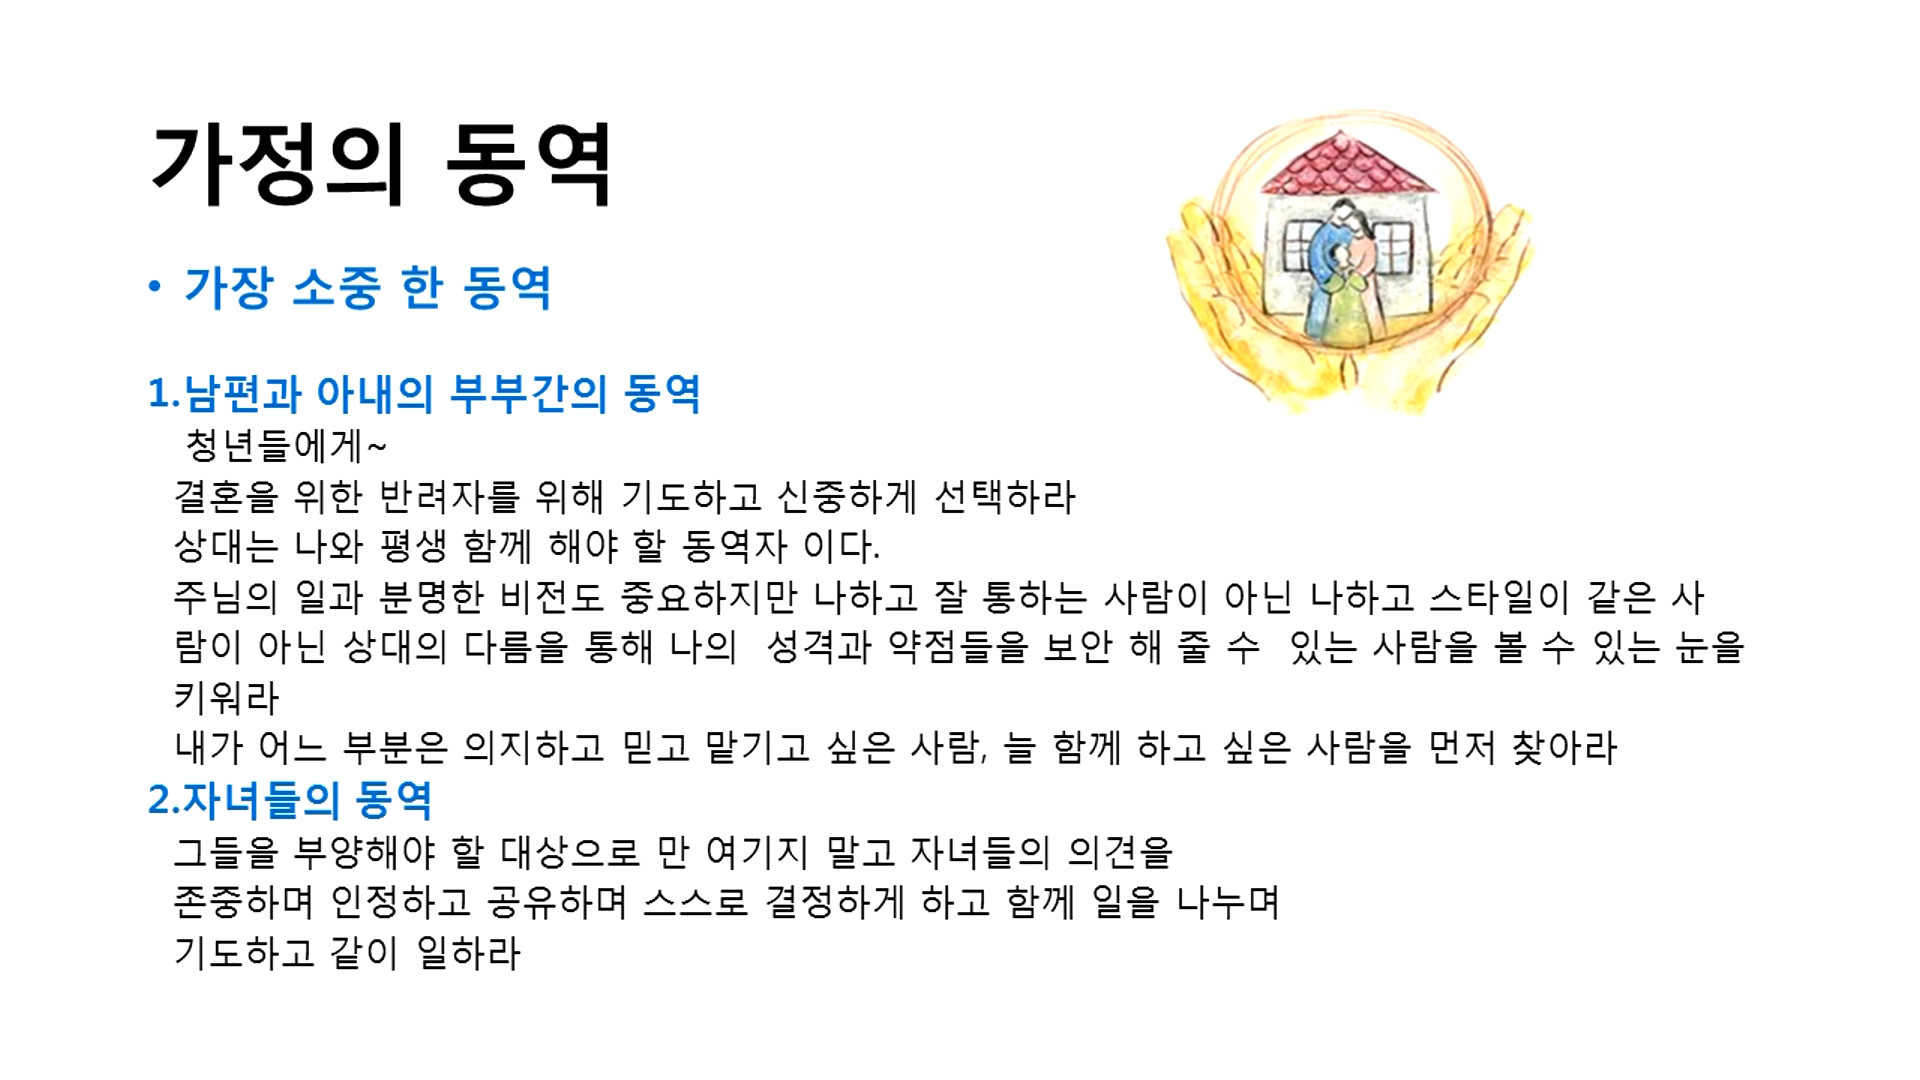 가정의 동역
• 가장 소중 한 동역
1.남편과 아내의 부부간의 동역
청년들에게~
결혼을 위한 반려자를 위해 기도하고 신중하게 선택하라
상대는 나와 평생 함께 해야 할 동역자 이다.
주님의 일과 분명한 비전도 중요하지만 나하고 잘 통하는 사람이 아닌 나하고 스타일이 같은 사
람이 아닌 상대의 다름을 통해 나의 성격과 약점들을 보안 해 줄 수 있는 사람을 볼 수 있는 눈을
키워라
내가 어느 부분은 의지하고 믿고 맡기고 싶은 사람, 늘 함께 하고 싶은 사람을 먼저 찾아라
2.자녀들의 동역
그들을 부양해야 할 대상으로 만 여기지 말고 자녀들의 의견을
존중하며 인정하고 공유하며 스스로 결정하게 하고 함께 일을 나누며
기도하고 같이 일하라